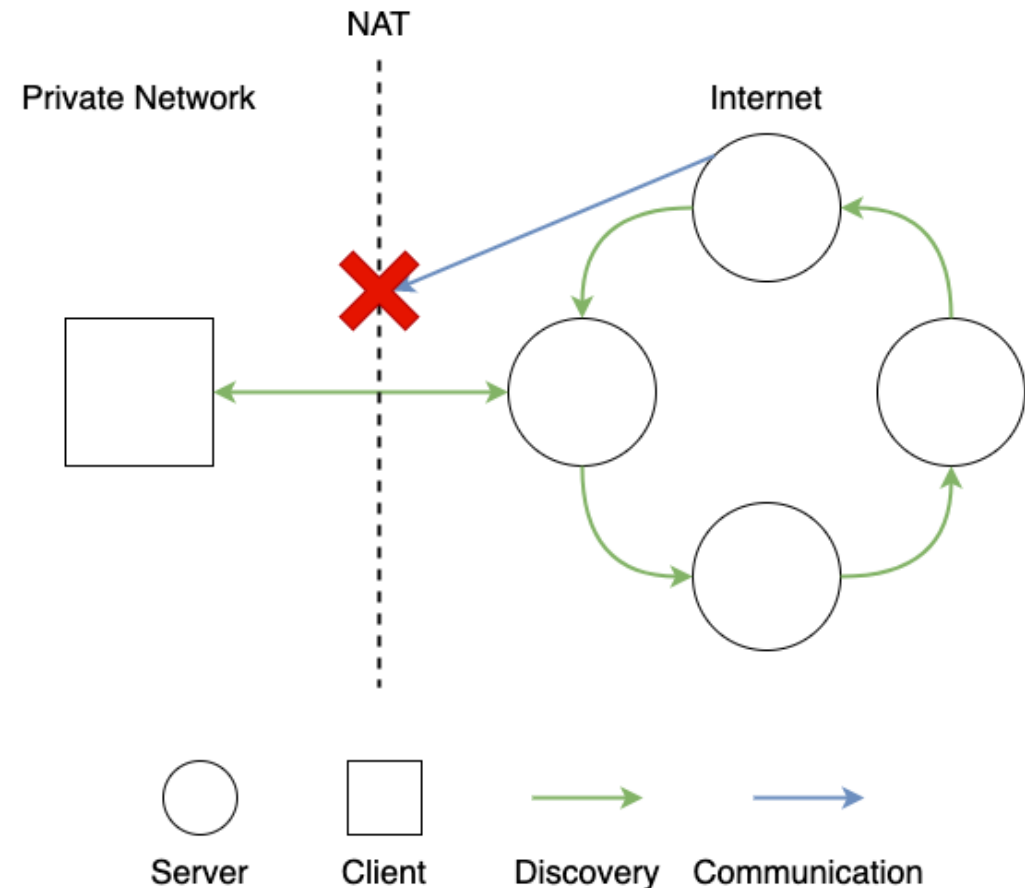 NAT
Private Network
Internet
Server
Client
Discovery
Communication